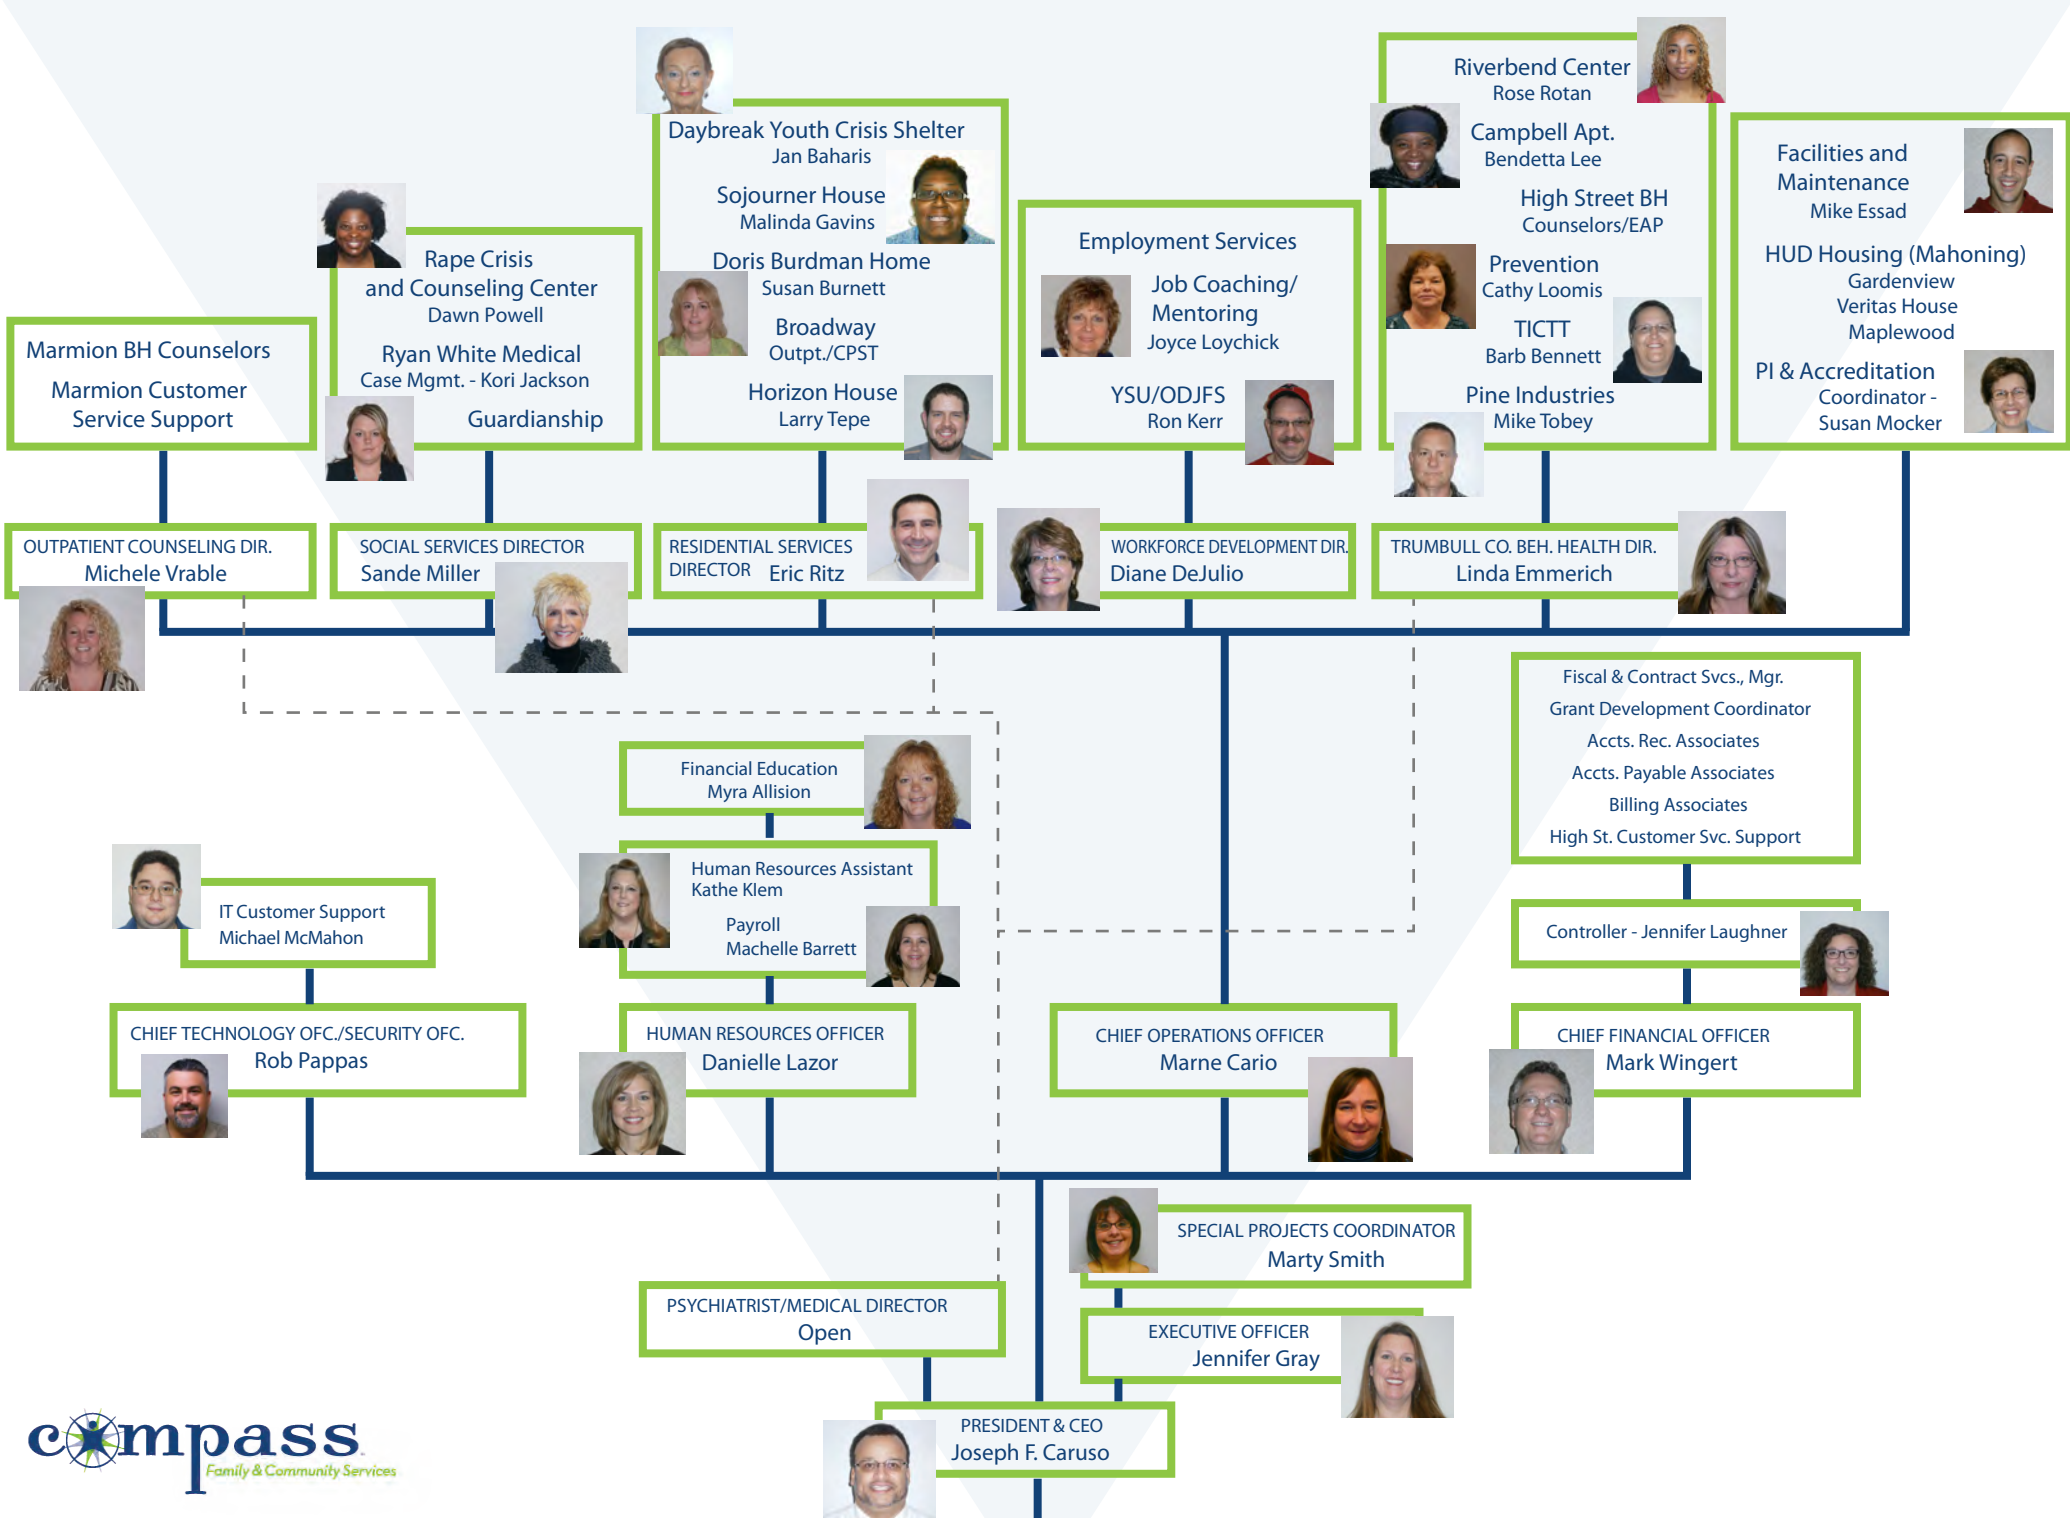 Riverbend Center
Rose Rotan
Campbell Apt.
Bendetta Lee
High Street BH
Counselors/EAP
Prevention
Cathy Loomis
TICTT
Barb Bennett
Pine Industries
Mike Tobey
Daybreak Youth Crisis Shelter
Jan Baharis
Sojourner House
Malinda Gavins
Doris Burdman Home
Susan Burnett
Broadway
Outpt./CPST
Horizon House
Larry Tepe
Facilities and
Maintenance
Mike Essad
HUD Housing (Mahoning)
Gardenview
Veritas House
Maplewood
PI & Accreditation
Coordinator -
Susan Mocker
Employment Services
Job Coaching/
Mentoring
Joyce Loychick
YSU/ODJFS
Ron Kerr
Rape Crisis
and Counseling Center
Dawn Powell
Ryan White Medical
Case Mgmt. - Kori Jackson
Guardianship
Marmion BH Counselors
Marmion Customer
Service Support
OUTPATIENT COUNSELING DIR.
Michele Vrable
SOCIAL SERVICES DIRECTOR
Sande Miller
RESIDENTIAL SERVICES
DIRECTOR Eric Ritz
WORKFORCE DEVELOPMENT DIR.
Diane DeJulio
TRUMBULL CO. BEH. HEALTH DIR.
Linda Emmerich
Fiscal & Contract Svcs., Mgr.
Grant Development Coordinator
Accts. Rec. Associates
Accts. Payable Associates
Billing Associates
High St. Customer Svc. Support
Financial Education
Myra Allision
Human Resources Assistant
Kathe Klem
Payroll
Machelle Barrett
IT Customer Support
Michael McMahon
Controller - Jennifer Laughner
CHIEF TECHNOLOGY OFC./SECURITY OFC.
Rob Pappas
HUMAN RESOURCES OFFICER
Danielle Lazor
CHIEF OPERATIONS OFFICER
Marne Cario
CHIEF FINANCIAL OFFICER
Mark Wingert
SPECIAL PROJECTS COORDINATOR
Marty Smith
PSYCHIATRIST/MEDICAL DIRECTOR
Open
EXECUTIVE OFFICER
Jennifer Gray
PRESIDENT & CEO
Joseph F. Caruso
compass
Family & Community Services